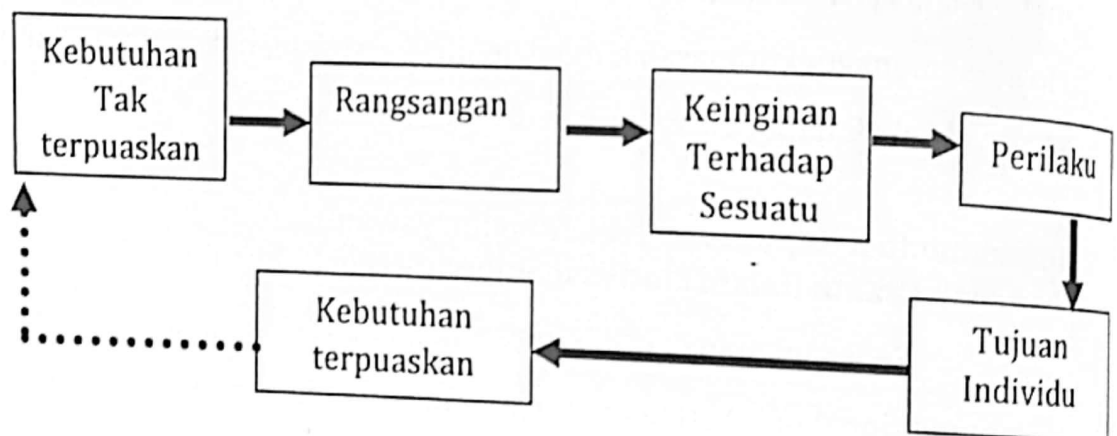 Kebutuhan
Tak
terpuaskan
Rangsangan
Keinginan
Terhadap
Sesuatu
Perilaku
Tujuan
Individu
Kebutuhan
terpuaskan